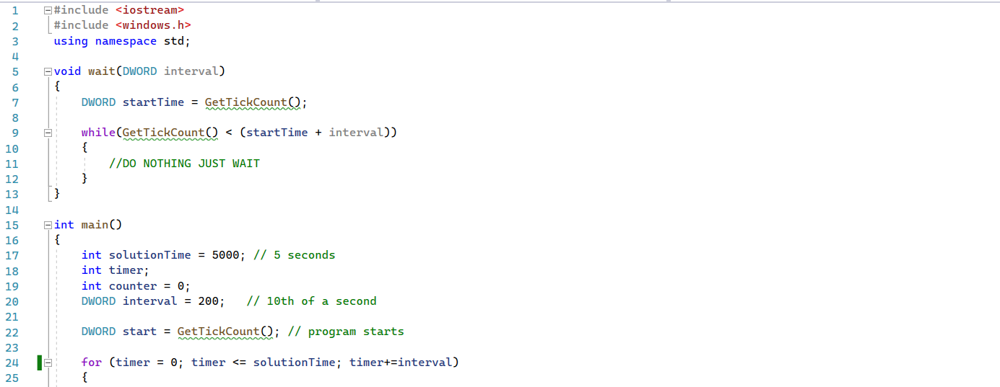 1 #include <iostream>
2 #include <windows.h>
3 using namespace std;
4
5 void wait(DWORD interval)
6 {
7     DWORD startTime = GetTickCount();
8
9     while(GetTickCount() < (startTime + interval))
10     {
11         //DO NOTHING JUST WAIT
12     }
13 }
14
15 int main()
16 {
17     int solutionTime = 5000; // 5 seconds
18     int timer;
19     int counter = 0;
20     DWORD interval = 200;   // 10th of a second
21
22     DWORD start = GetTickCount(); // program starts
23
24     for (timer = 0; timer <= solutionTime; timer+=interval)
25     {